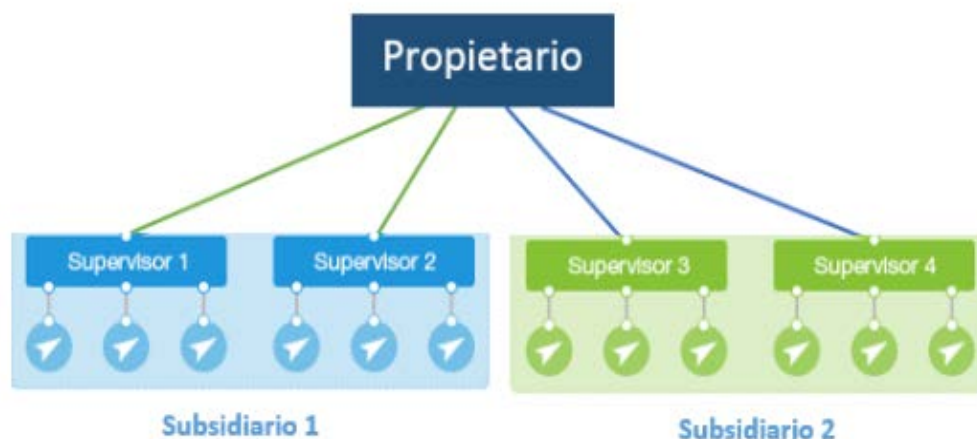 Propietario
Supervisor 1
Supervisor 2
Supervisor 3
Supervisor 4
Subsidiario 1
Subsidiario 2